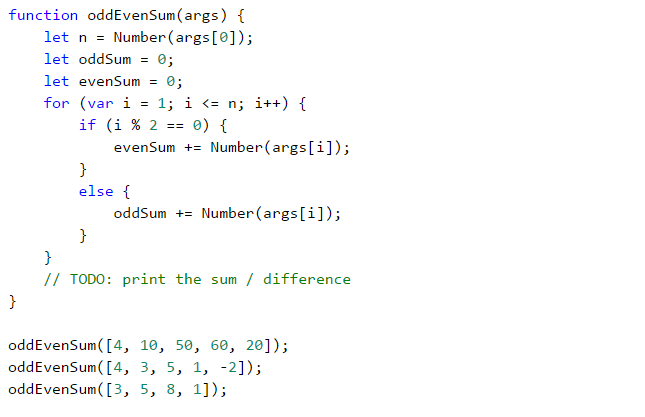 function oddEvenSum(args) {
    let n = Number(args[0]);
    let oddSum = 0;
    let evenSum = 0;
    for (var i = 1; i <= n; i++) {
        if (i % 2 == 0) {
            evenSum += Number(args[i]);
        }
        else {
            oddSum += Number(args[i]);
        }
    }
    // TODO: print the sum / difference
}

oddEvenSum([4, 10, 50, 60, 20]);
oddEvenSum([4, 3, 5, 1, -2]);
oddEvenSum([3, 5, 8, 1]);